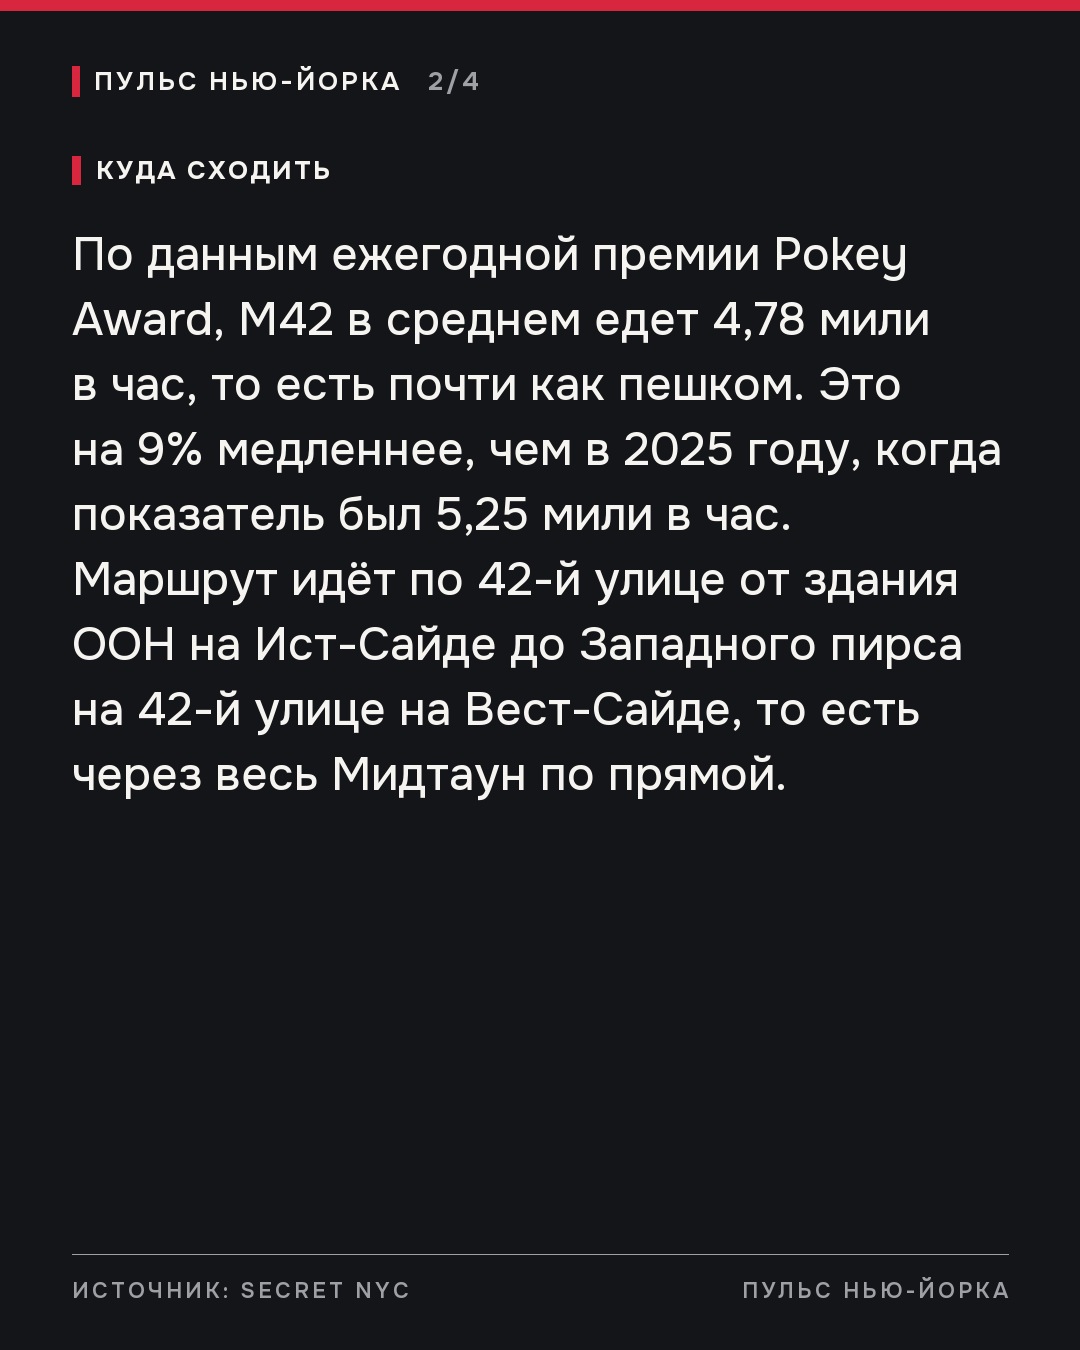 ПУЛЬС НЬЮ-ЙОРКА 2/4
КУДА СХОДИТЬ
По данным ежегодной премии Pokey
Award, M42 в среднем едет 4,78 мили
в час, то есть почти как пешком. Это
на 9% медленнее, чем в 2025 году, когда
показатель был 5,25 мили в час.
Маршрут идёт по 42-й улице от здания
ООН на Ист-Сайде до Западного пирса
на 42-й улице на Вест-Сайде, то есть
через весь Мидтаун по прямой.
ИСТОЧНИК: SECRET NYC
ПУЛЬС НЬЮ-ЙОРКА